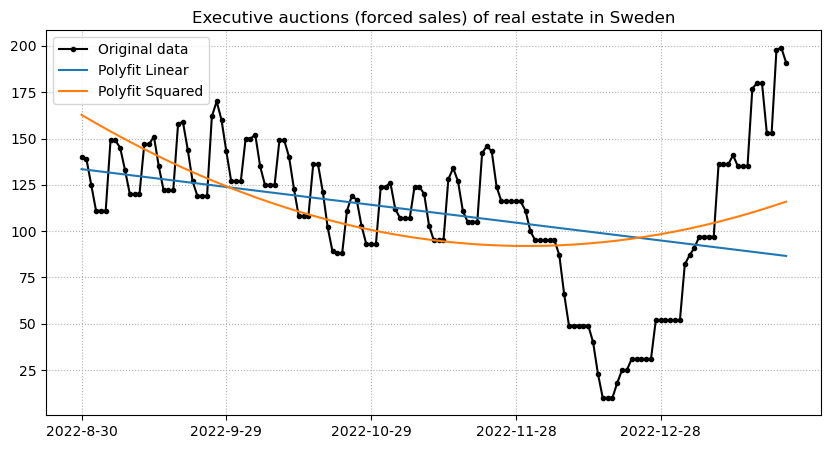 Executive auctions (forced sales) of real estate in Sweden
Original data
Polyfit Linear
Polyfit Squared
200
175
150
125
100
75
50
25
2022-8-30 2022-9-29 2022-10-29 2022-11-28 2022-12-28